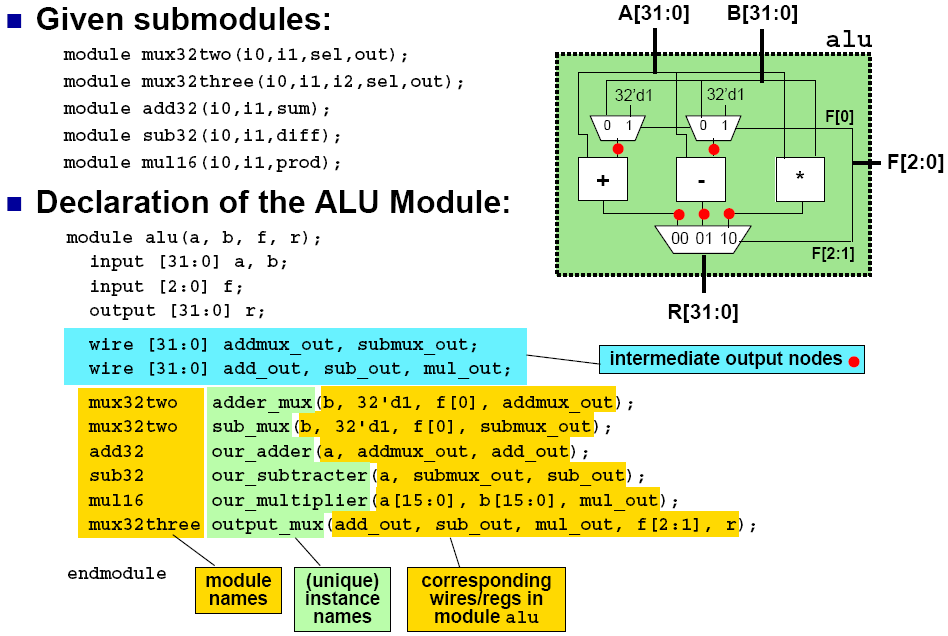 Given submodules:
module mux32two(i0,i1,sel,out);
module mux32three(i0,i1,i2,sel,out);
module add32(i0,i1,sum);
module sub32(i0,i1,diff);
module mul16(i0,i1,prod);
Declaration of the ALU Module:
module alu(a, b, f, r);
input [31:0] a, b;
input [2:0] f;
output [31:0] r;
wire [31:0] addmux_out, submux_out;
wire [31:0] add_out, sub_out, mul_out;
mux32two adder_mux(b, 32'd1, f[0], addmux_out);
mux32two sub_mux(b, 32'd1, f[0], submux_out);
add32 our_adder(a, addmux_out, add_out);
sub32 our_subtracter(a, submux_out, sub_out);
mul16 our_multiplier(a[15:0], b[15:0], mul_out);
mux32three output_mux(add_out, sub_out, mul_out, f[2:1], r);
endmodule
module
names
(unique)
instance
names
corresponding
wires/regs in
module alu
intermediate output nodes
A[31:0] B[31:0]
alu
32'd1 32'd1
0 1 0 1
F[0]
F[2:0]
+ - *
00 01 10
F[2:1]
R[31:0]